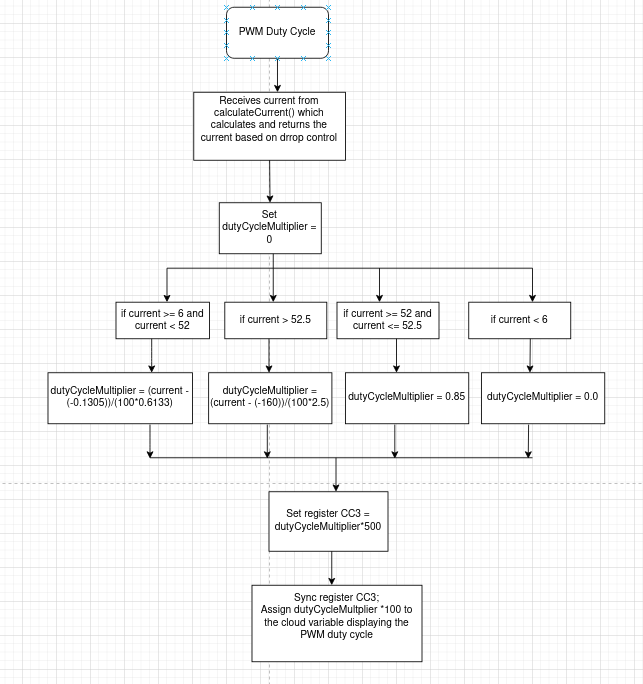 PWM Duty Cycle
Receives current from
calculateCurrent() which
calculates and returns the
current based on drrop control
Set
dutyCycleMultiplier =
0
if current >= 6 and
current < 52
if current > 52.5
if current >= 52 and
current <= 52.5
if current < 6
dutyCycleMultiplier = (current -
(-0.1305))/(100*0.6133)
dutyCycleMultiplier =
(current - (-160))/(100*2.5)
dutyCycleMultiplier = 0.85
dutyCycleMultiplier = 0.0
Set register CC3 =
dutyCycleMultiplier*500
Sync register CC3;
Assign dutyCycleMultplier *100 to
the cloud variable displaying the
PWM duty cycle